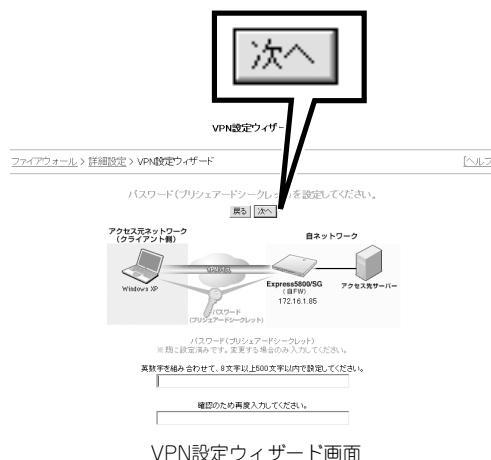 次へ
VPN設定ウィザー
ファイアウォール > 詳細設定 > VPN設定ウィザード [ヘルプ
パスワード(プリシェアードシークレット)を設定してください。
戻る 次へ
アクセス元ネットワーク
(クライアント側)
自ネットワーク
VPN通信
Windows XP
Express5800/SG
(自FW)
172.16.1.85
アクセス先サーバー
パスワード
(プリシェアードシークレット)
パスワード(プリシェアードシークレット)
※既に設定済みです。変更する場合のみ入力してください。
英数字を組み合わせて、8文字以上500文字以内で設定してください。
確認のため再度入力してください。
VPN設定ウィザード画面